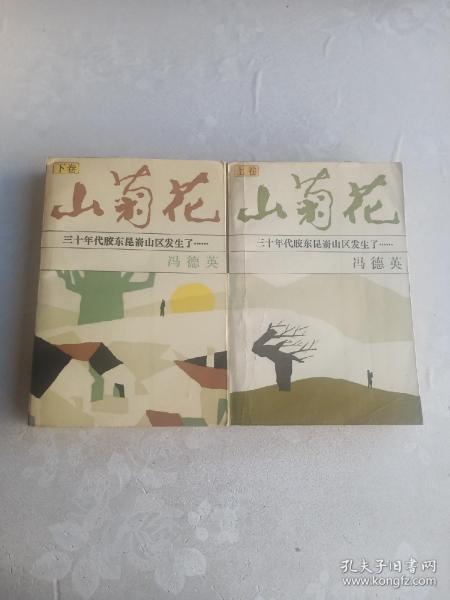 下卷
山菊花
三十年代胶东昆嵛山区发生了……
冯德英
上卷
山菊花
三十年代胶东昆嵛山区发生了……
冯德英
孔夫子旧书网
www.kongfz.com